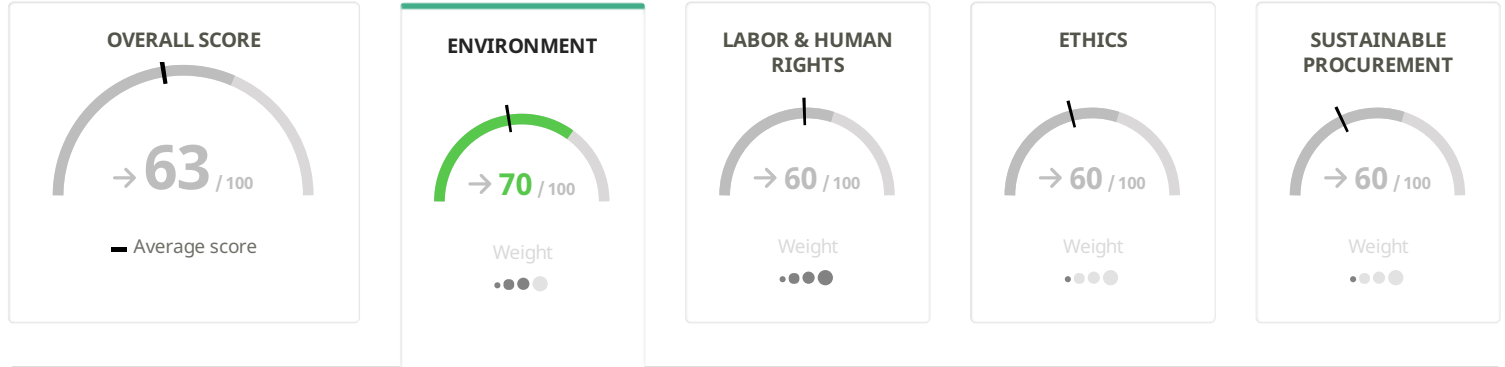 OVERALL SCORE
→ 63 / 100
Average score
ENVIRONMENT
→ 70 / 100
Weight
LABOR & HUMAN
RIGHTS
→ 60 / 100
Weight
ETHICS
→ 60 / 100
Weight
SUSTAINABLE
PROCUREMENT
→ 60 / 100
Weight